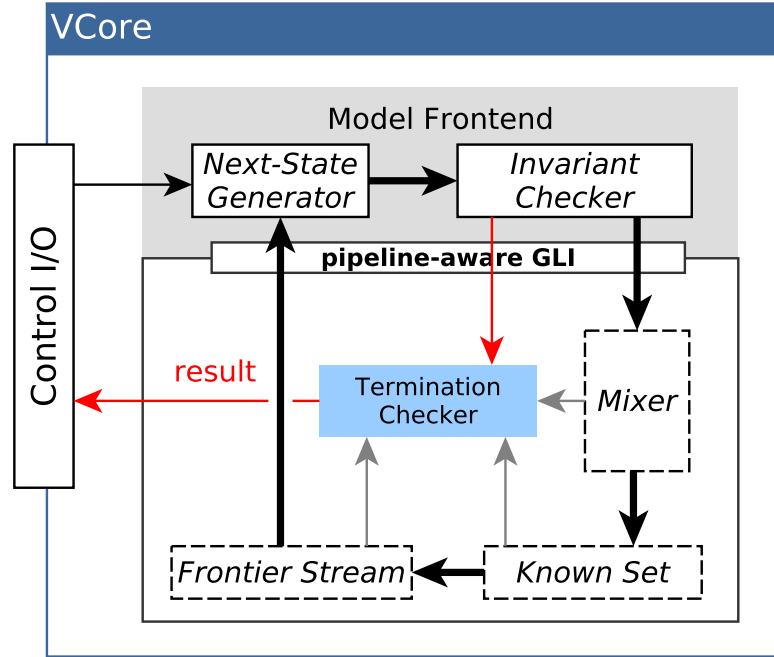 VCore
Model Frontend
Next-State
Generator
Invariant
Checker
pipeline-aware GLI
Control I/O
result
Termination
Checker
Mixer
Frontier Stream
Known Set